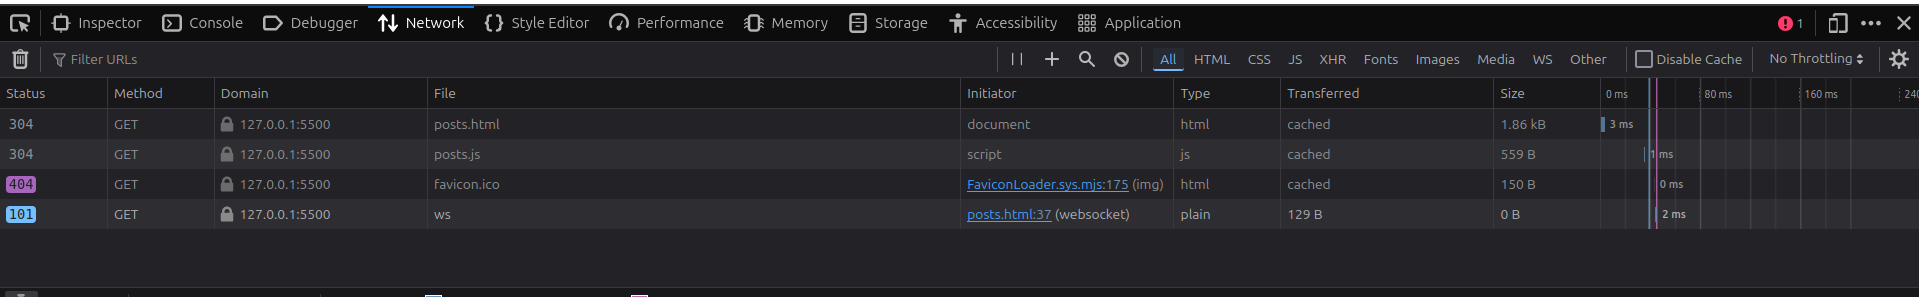 Inspector Console Debugger Network Style Editor Performance Memory Storage Accessibility Application 1
Filter URLs All HTML CSS JS XHR Fonts Images Media WS Other Disable Cache No Throttling
Status Method Domain File Initiator Type Transferred Size 0 ms 80 ms 160 ms 240
304 GET 127.0.0.1:5500 posts.html document html cached 1.86 kB 3 ms
304 GET 127.0.0.1:5500 posts.js script js cached 559 B 1 ms
404 GET 127.0.0.1:5500 favicon.ico FaviconLoader.sys.mjs:175 (img) html cached 150 B 0 ms
101 GET 127.0.0.1:5500 ws posts.html:37 (websocket) plain 129 B 0 B 2 ms